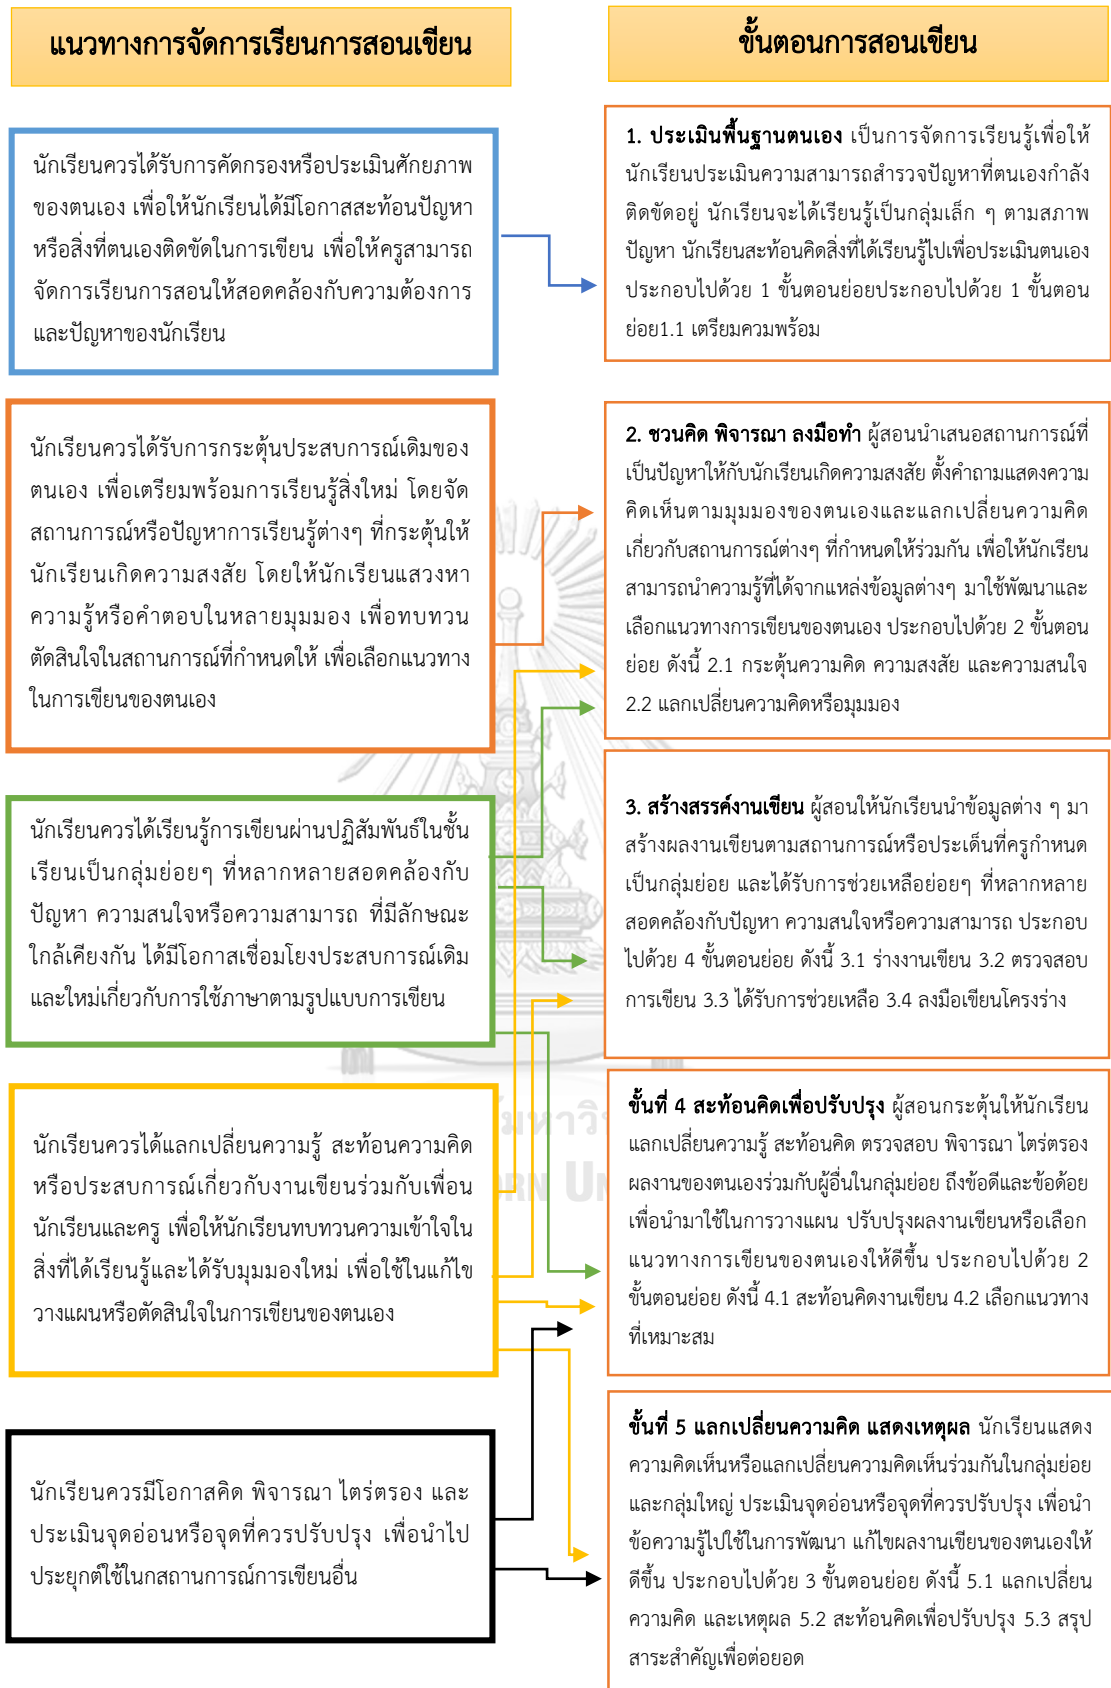 แนวทางการจัดการเรียนการสอนเขียน
นักเรียนควรได้รับการคัดกรองหรือประเมินศักยภาพ
ของตนเอง เพื่อให้นักเรียนได้มีโอกาสสะท้อนปัญหา
หรือสิ่งที่ตนเองติดขัดในการเขียน เพื่อให้ครูสามารถ
จัดการเรียนการสอนให้สอดคล้องกับความต้องการ
และปัญหาของนักเรียน
นักเรียนควรได้รับการกระตุ้นประสบการณ์เดิมของ
ตนเอง เพื่อเตรียมพร้อมการเรียนรู้สิ่งใหม่ โดยจัด
สถานการณ์หรือปัญหาการเรียนรู้ต่างๆ ที่กระตุ้นให้
นักเรียนเกิดความสงสัย โดยให้นักเรียนแสวงหา
ความรู้หรือคำตอบในหลายมุมมอง เพื่อทบทวน
ตัดสินใจในสถานการณ์ที่กำหนดให้ เพื่อเลือกแนวทาง
ในการเขียนของตนเอง
นักเรียนควรได้เรียนรู้การเขียนผ่านปฏิสัมพันธ์ในชั้น
เรียนเป็นกลุ่มย่อยๆ ที่หลากหลายสอดคล้องกับ
ปัญหา ความสนใจหรือความสามารถ ที่มีลักษณะ
ใกล้เคียงกัน ได้มีโอกาสเชื่อมโยงประสบการณ์เดิม
และใหม่เกี่ยวกับการใช้ภาษาตามรูปแบบการเขียน
นักเรียนควรได้แลกเปลี่ยนความรู้ สะท้อนความคิด
หรือประสบการณ์เกี่ยวกับงานเขียนร่วมกับเพื่อน
นักเรียนและครู เพื่อให้นักเรียนทบทวนความเข้าใจใน
สิ่งที่ได้เรียนรู้และได้รับมุมมองใหม่ เพื่อใช้ในแก้ไข
วางแผนหรือตัดสินใจในการเขียนของตนเอง
นักเรียนควรมีโอกาสคิด พิจารณา ไตร่ตรอง และ
ประเมินจุดอ่อนหรือจุดที่ควรปรับปรุง เพื่อนำไป
ประยุกต์ใช้ในกสถานการณ์การเขียนอื่น
ขั้นตอนการสอนเขียน
1. ประเมินพื้นฐานตนเอง เป็นการจัดการเรียนรู้เพื่อให้
นักเรียนประเมินความสามารถสำรวจปัญหาที่ตนเองกำลัง
ติดขัดอยู่ นักเรียนจะได้เรียนรู้เป็นกลุ่มเล็ก ๆ ตามสภาพ
ปัญหา นักเรียนสะท้อนคิดสิ่งที่ได้เรียนรู้ไปเพื่อประเมินตนเอง
ประกอบไปด้วย 1 ขั้นตอนย่อยประกอบไปด้วย 1 ขั้นตอน
ย่อย1.1 เตรียมควมพร้อม
2. ชวนคิด พิจารณา ลงมือทำ ผู้สอนนำเสนอสถานการณ์ที่
เป็นปัญหาให้กับนักเรียนเกิดความสงสัย ตั้งคำถามแสดงความ
คิดเห็นตามมุมมองของตนเองและแลกเปลี่ยนความคิด
เกี่ยวกับสถานการณ์ต่างๆ ที่กำหนดให้ร่วมกัน เพื่อให้นักเรียน
สามารถนำความรู้ที่ได้จากแหล่งข้อมูลต่างๆ มาใช้พัฒนาและ
เลือกแนวทางการเขียนของตนเอง ประกอบไปด้วย 2 ขั้นตอน
ย่อย ดังนี้ 2.1 กระตุ้นความคิด ความสงสัย และความสนใจ
2.2 แลกเปลี่ยนความคิดหรือมุมมอง
3. สร้างสรรค์งานเขียน ผู้สอนให้นักเรียนนำข้อมูลต่าง ๆ มา
สร้างผลงานเขียนตามสถานการณ์หรือประเด็นที่ครูกำหนด
เป็นกลุ่มย่อย และได้รับการช่วยเหลือย่อยๆ ที่หลากหลาย
สอดคล้องกับปัญหา ความสนใจหรือความสามารถ ประกอบ
ไปด้วย 4 ขั้นตอนย่อย ดังนี้ 3.1 ร่างงานเขียน 3.2 ตรวจสอบ
การเขียน 3.3 ได้รับการช่วยเหลือ 3.4 ลงมือเขียนโครงร่าง
ขั้นที่ 4 สะท้อนคิดเพื่อปรับปรุง ผู้สอนกระตุ้นให้นักเรียน
แลกเปลี่ยนความรู้ สะท้อนคิด ตรวจสอบ พิจารณา ไตร่ตรอง
ผลงานของตนเองร่วมกับผู้อื่นในกลุ่มย่อย ถึงข้อดีและข้อด้อย
เพื่อนำมาใช้ในการวางแผน ปรับปรุงผลงานเขียนหรือเลือก
แนวทางการเขียนของตนเองให้ดีขึ้น ประกอบไปด้วย 2
ขั้นตอนย่อย ดังนี้ 4.1 สะท้อนคิดงานเขียน 4.2 เลือกแนวทาง
ที่เหมาะสม
ขั้นที่ 5 แลกเปลี่ยนความคิด แสดงเหตุผล นักเรียนแสดง
ความคิดเห็นหรือแลกเปลี่ยนความคิดเห็นร่วมกันในกลุ่มย่อย
และกลุ่มใหญ่ ประเมินจุดอ่อนหรือจุดที่ควรปรับปรุง เพื่อนำ
ข้อความรู้ไปใช้ในการพัฒนา แก้ไขผลงานเขียนของตนเองให้
ดีขึ้น ประกอบไปด้วย 3 ขั้นตอนย่อย ดังนี้ 5.1 แลกเปลี่ยน
ความคิด และเหตุผล 5.2 สะท้อนคิดเพื่อปรับปรุง 5.3 สรุป
สาระสำคัญเพื่อต่อยอด